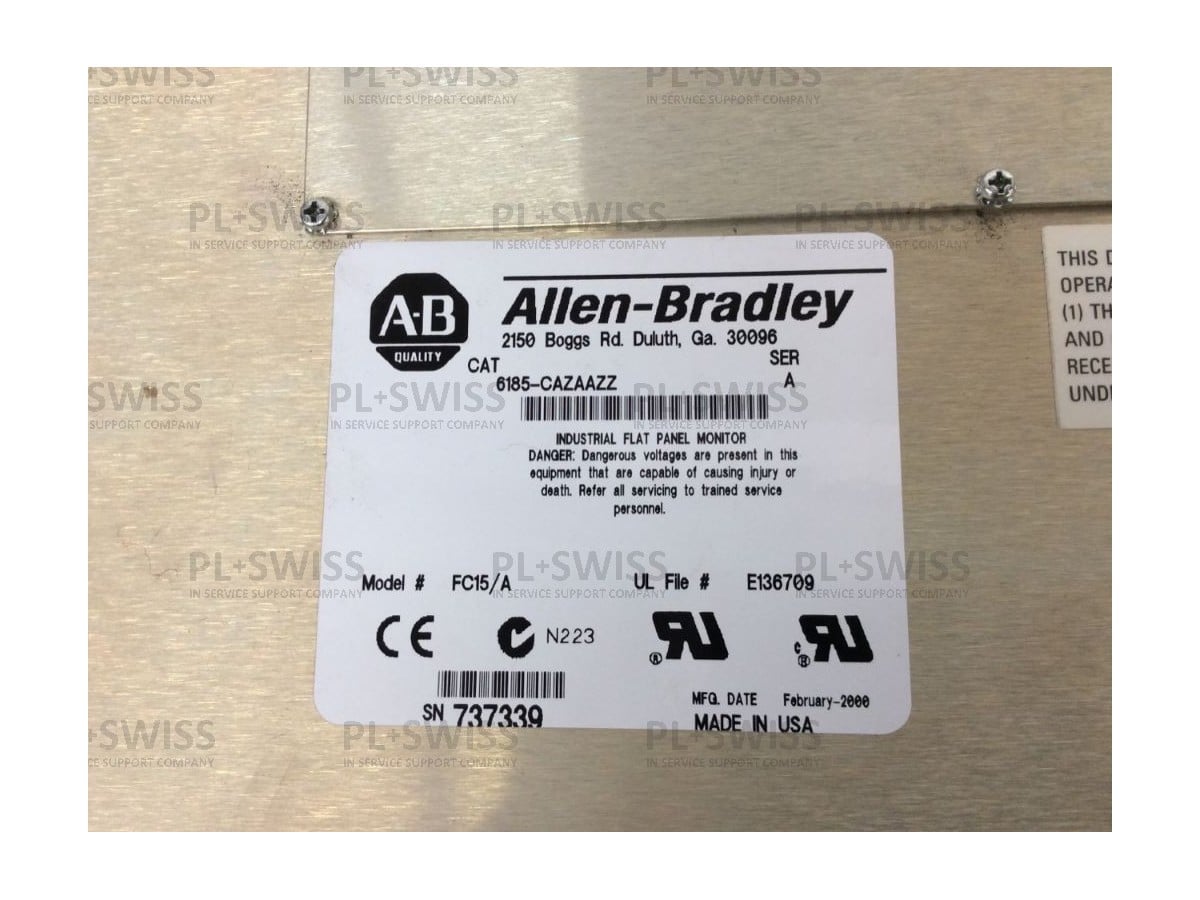 PL+SWISS
IN SERVICE SUPPORT COMPANY
A-B
QUALITY
Allen-Bradley
2150 Boggs Rd. Duluth, Ga. 30096
CAT SER
6185-CAZAAZZ A
INDUSTRIAL FLAT PANEL MONITOR
DANGER: Dangerous voltages are present in this
equipment that are capable of causing injury or
death. Refer all servicing to trained service
personnel.
Model # FC15/A UL File # E136709
CE N223
MFG. DATE February-2000
SN 737339 MADE IN USA
THIS
OPERA
(1) TH
AND
RECE
UND